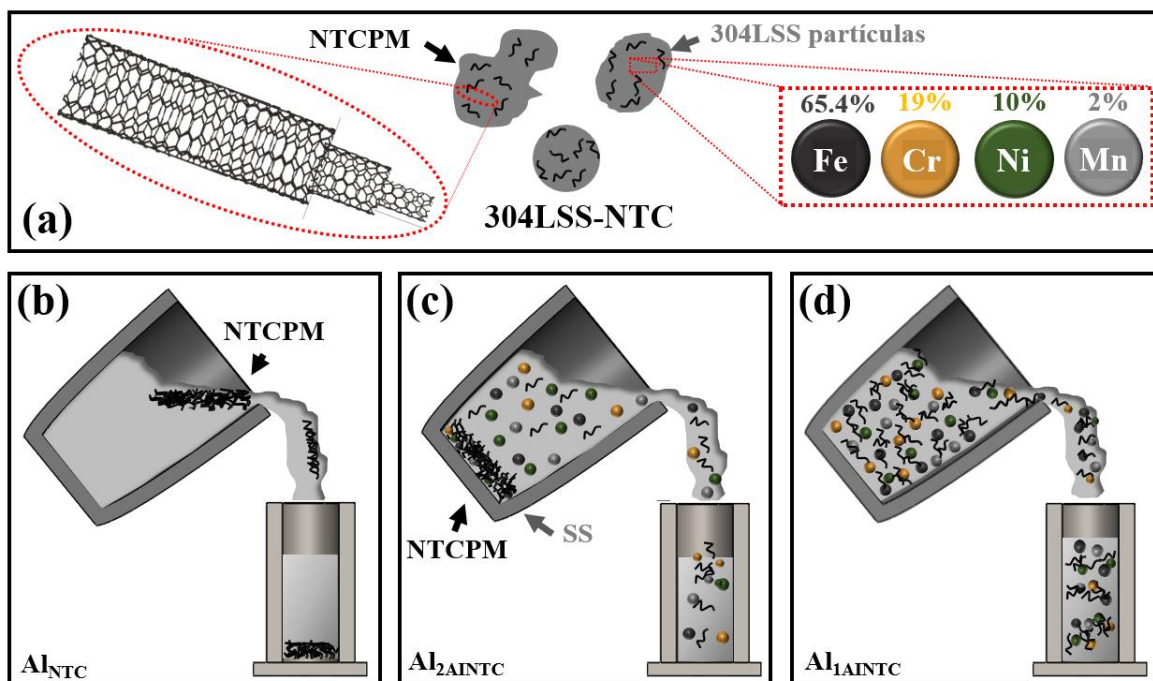 NTCPM
304LSS partículas
65.4% 19% 10% 2%
Fe Cr Ni Mn
304LSS-NTC
(a)
(b)
NTCPM
Al_NTC
(c)
NTCPM
SS
Al_2AINTC
(d)
Al_1AINTC